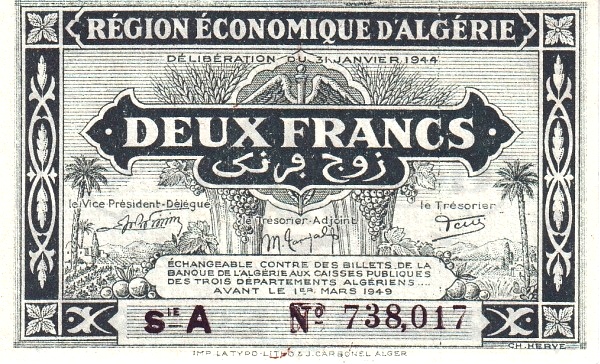 RÉGION ÉCONOMIQUE D'ALGÉRIE
DÉLIBÉRATION DU 31 JANVIER 1944
DEUX FRANCS
زوج فرنك
le Vice Président-Délégué
le Trésorier-Adjoint
le Trésorier
ÉCHANGEABLE CONTRE DES BILLETS DE LA
BANQUE DE L'ALGÉRIE AUX CAISSES PUBLIQUES
DES TROIS DÉPARTEMENTS ALGÉRIENS....
AVANT LE 1ER MARS 1949
SIE A No 738,017
CH. HERVÉ
IMP. LA TYPO-LITHO & J. CARBONEL ALGER